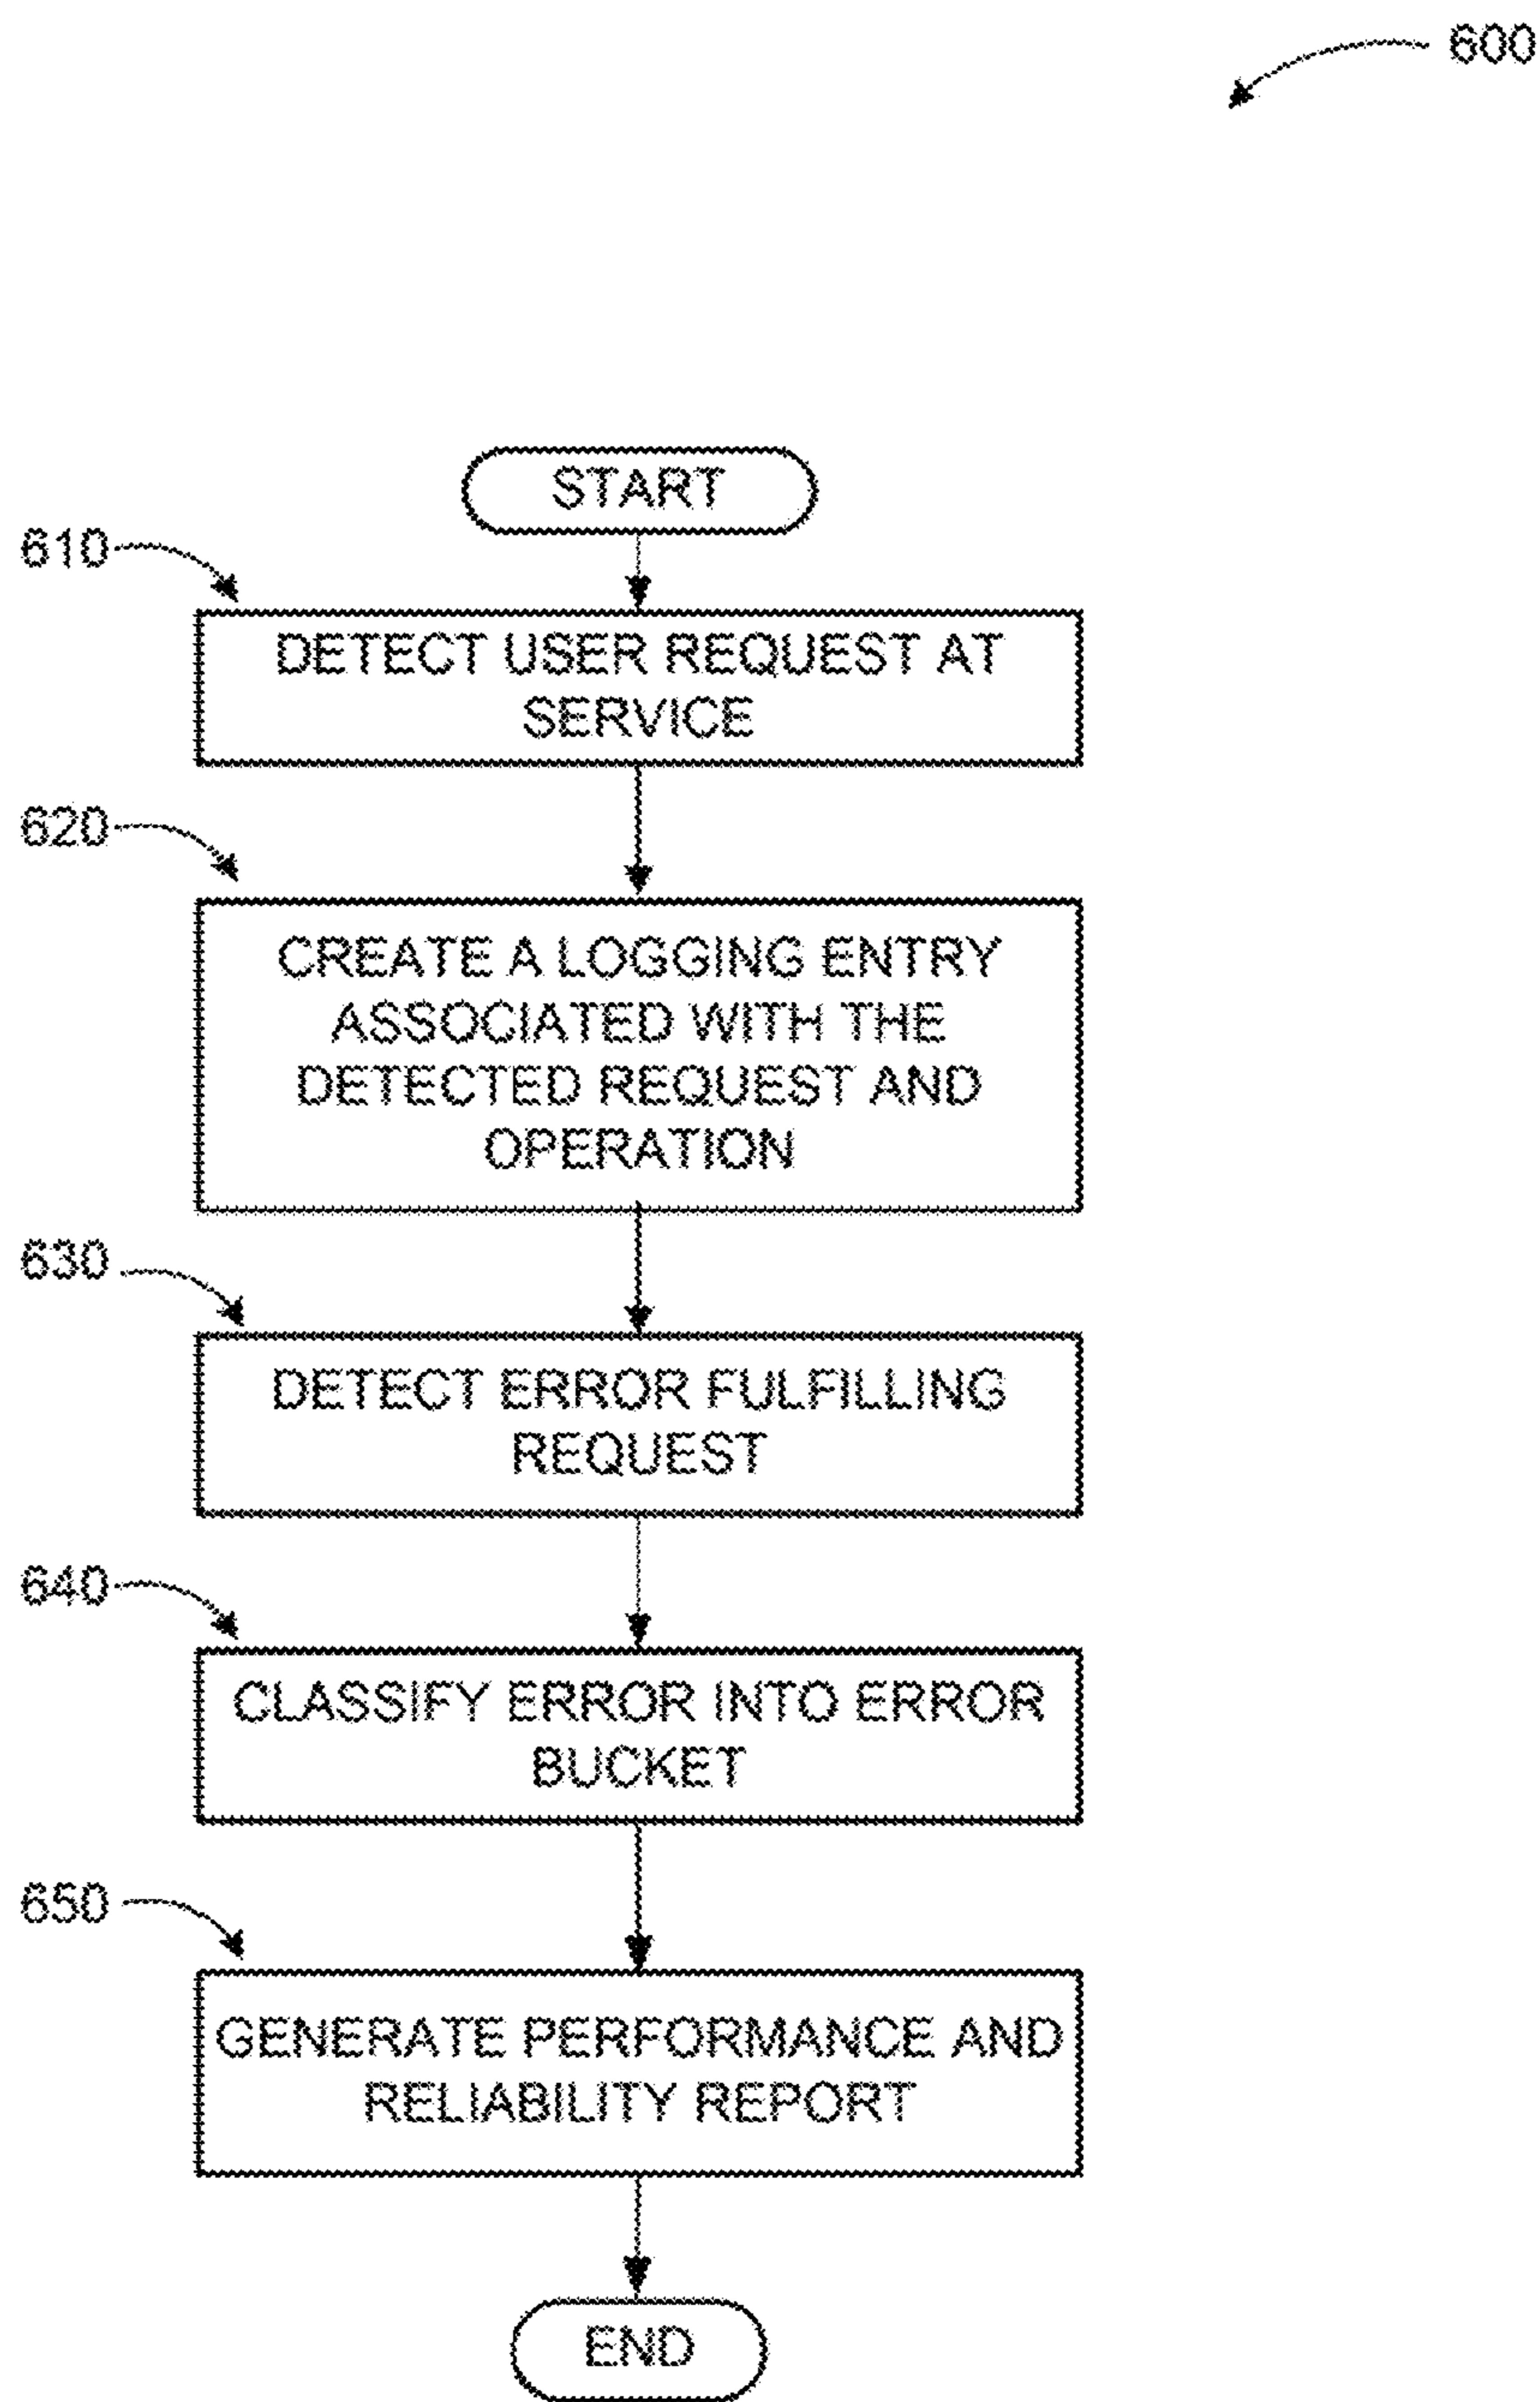 600
START
610
DETECT USER REQUEST AT
SERVICE
620
CREATE A LOGGING ENTRY
ASSOCIATED WITH THE
DETECTED REQUEST AND
OPERATION
630
DETECT ERROR FULFILLING
REQUEST
640
CLASSIFY ERROR INTO ERROR
BUCKET
650
GENERATE PERFORMANCE AND
RELIABILITY REPORT
END